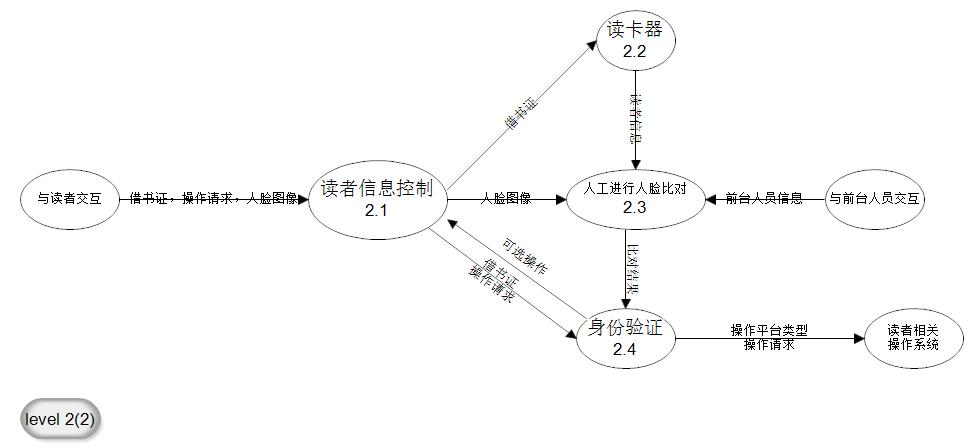 读卡器
2.2
借书证
读者信息
与读者交互
借书证，操作请求，人脸图像
读者信息控制
2.1
人脸图像
人工进行人脸比对
2.3
前台人员信息
与前台人员交互
可选操作
借书证
操作请求
比对结果
身份验证
2.4
操作平台类型
操作请求
读者相关
操作系统
level 2(2)